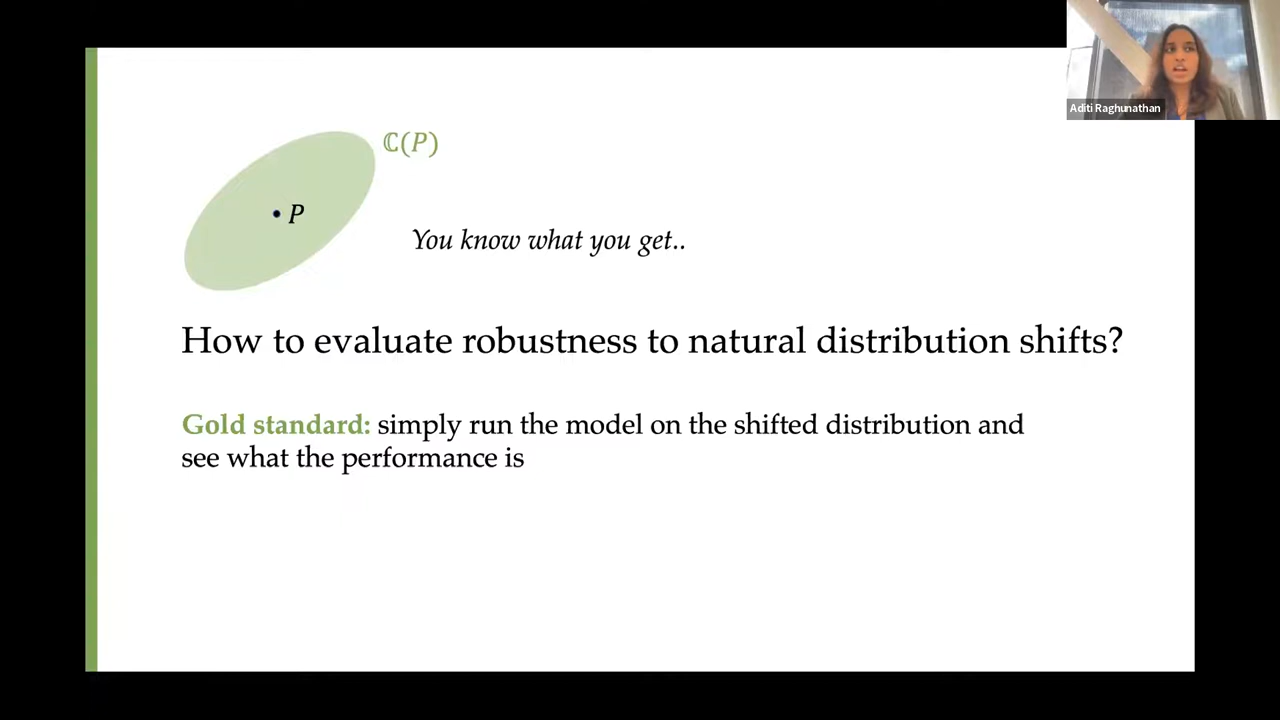 Aditi Raghunathan
ℂ(P)
P
You know what you get..
How to evaluate robustness to natural distribution shifts?
Gold standard: simply run the model on the shifted distribution and
see what the performance is